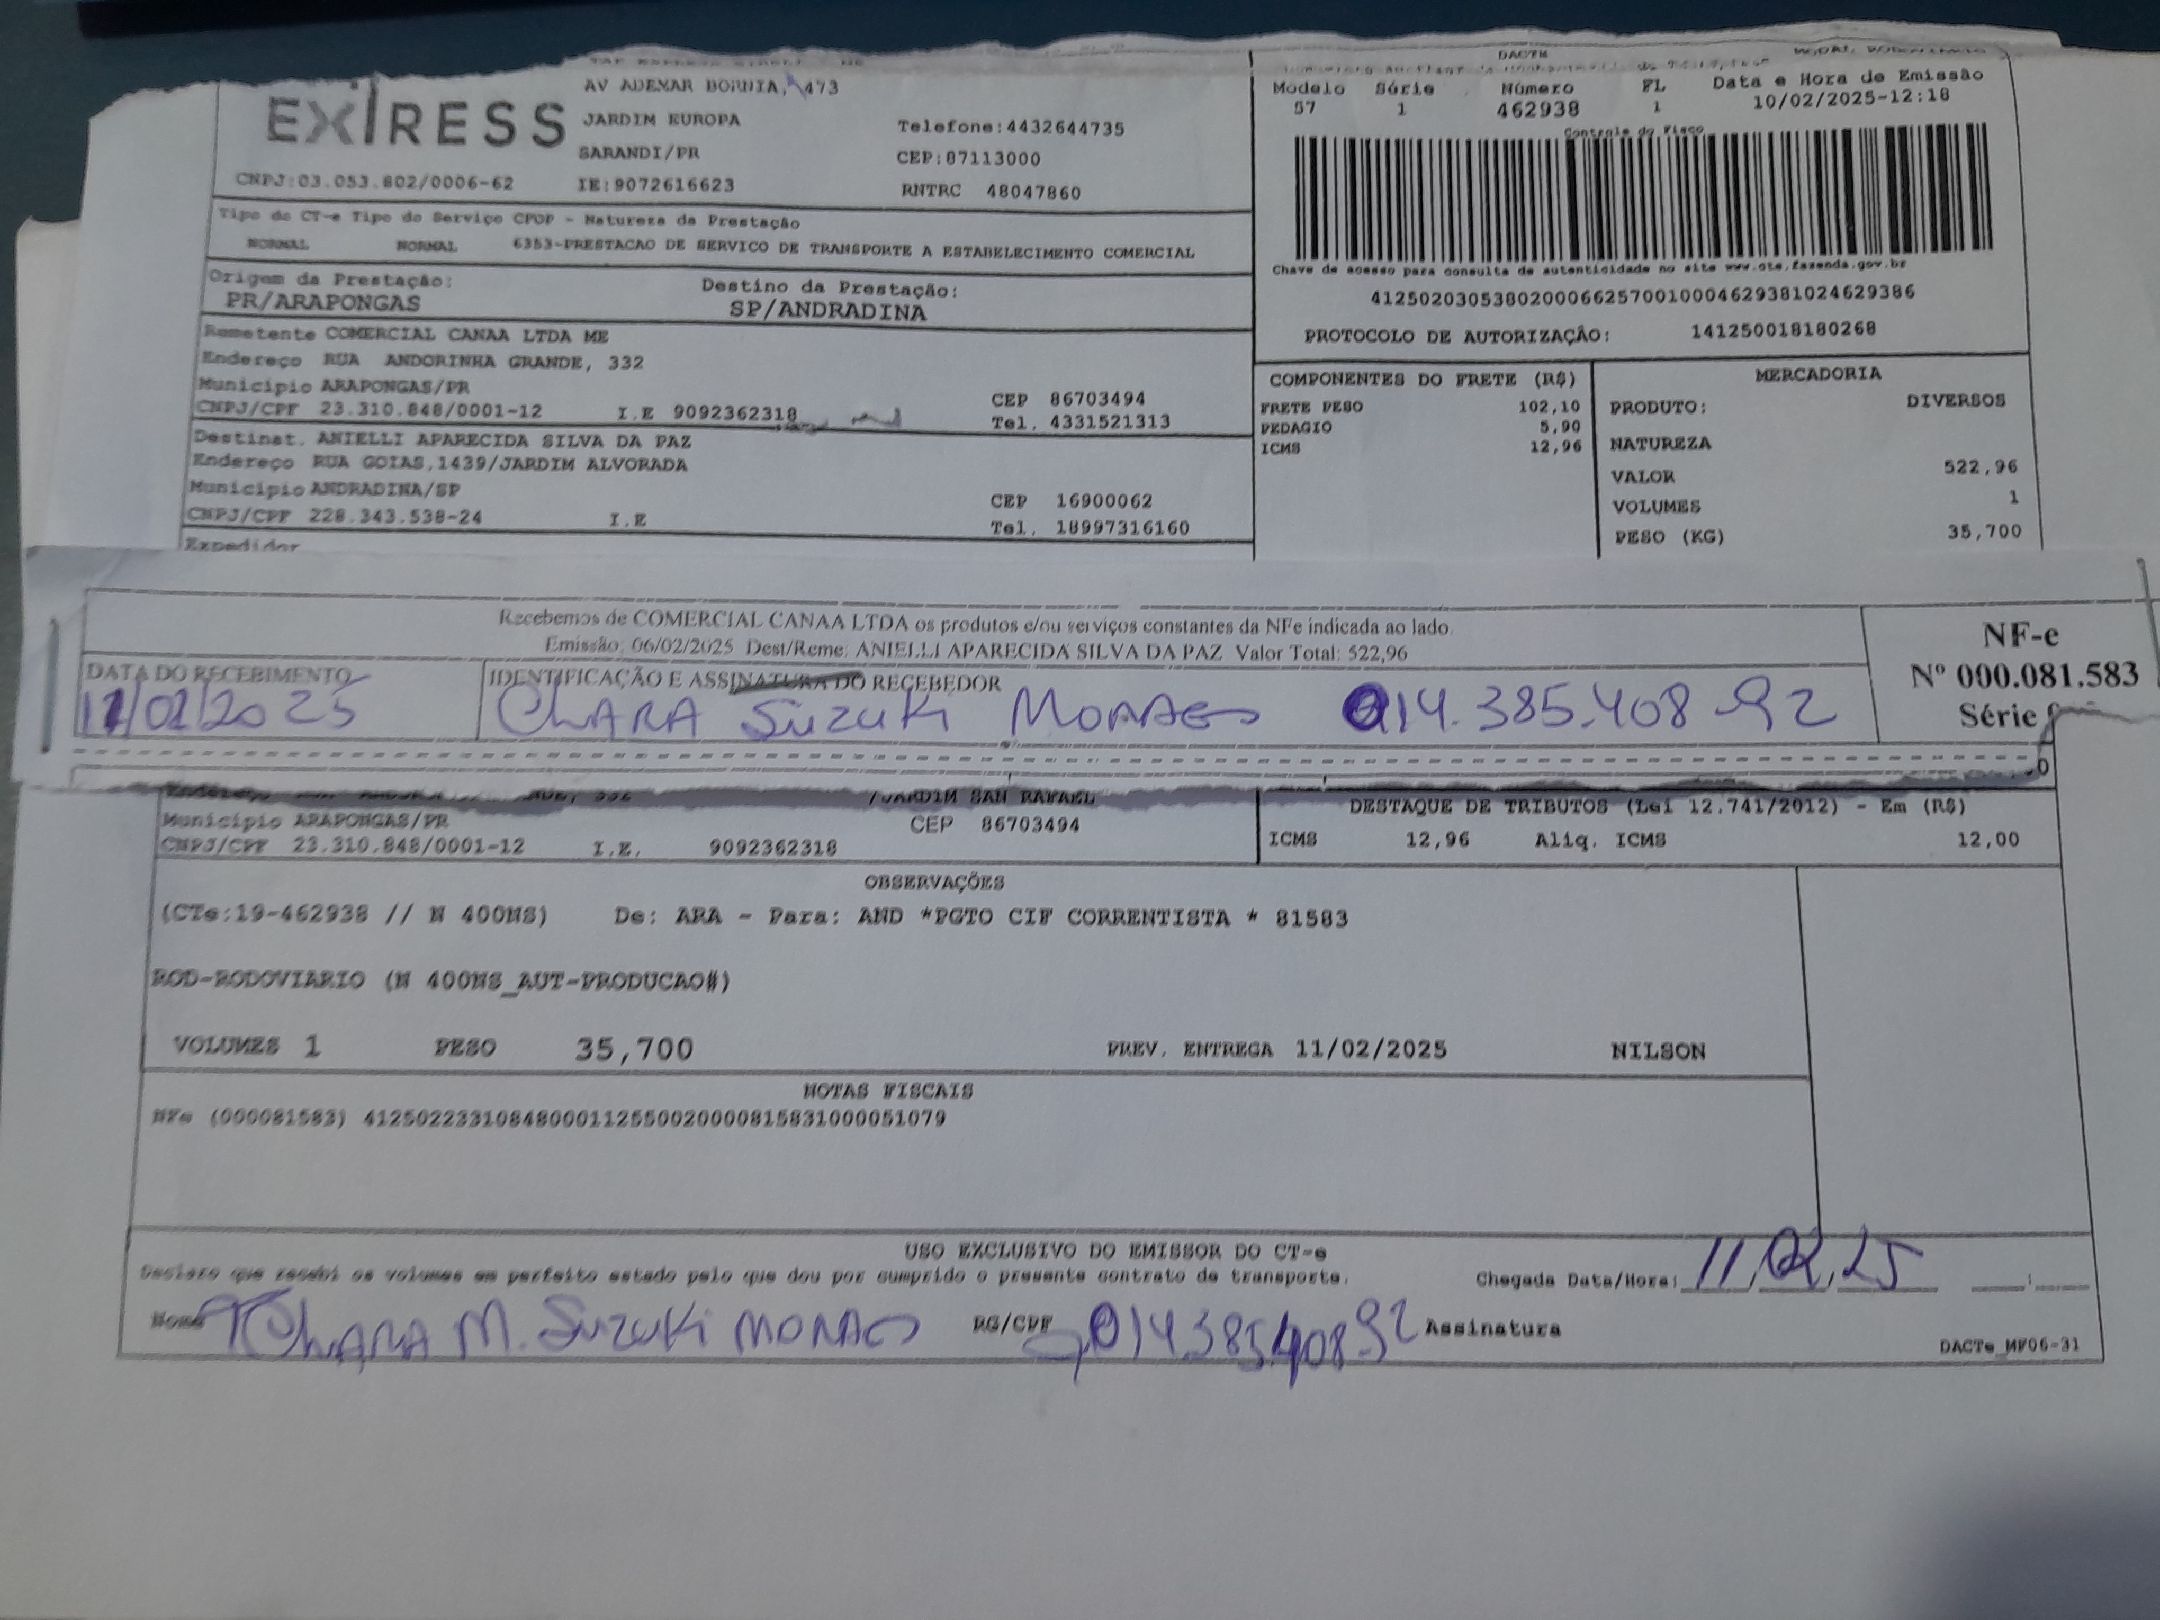 DACTE
EXPRESS
AV ADEMAR BORNIA, 473
JARDIM EUROPA
Telefone:4432644735
SARANDI/PR
CEP:87113000
CNPJ:03.053.802/0006-62 IE:9072616623
RNTRC 48047860
Modelo Série Número FL Data e Hora de Emissão
57 1 462938 1 10/02/2025-12:18
Controle do Fisco
Chave de acesso para consulta de autenticidade no site www.cte.fazenda.gov.br
41250203053802000662570010004629381024629386
PROTOCOLO DE AUTORIZAÇÃO: 141250018180268
Tipo do CT-e Tipo do Serviço CFOP - Natureza da Prestação
NORMAL NORMAL 6353-PRESTACAO DE SERVICO DE TRANSPORTE A ESTABELECIMENTO COMERCIAL
Origem da Prestação: Destino da Prestação:
PR/ARAPONGAS SP/ANDRADINA
Remetente COMERCIAL CANAA LTDA ME
Endereço RUA ANDORINHA GRANDE, 332
Município ARAPONGAS/PR CEP 86703494
CNPJ/CPF 23.310.848/0001-12 I.E 9092362318 Tel. 4331521313
Destinat. ANIELLI APARECIDA SILVA DA PAZ
Endereço RUA GOIAS,1439/JARDIM ALVORADA
Município ANDRADINA/SP CEP 16900062
CNPJ/CPF 228.343.538-24 I.E Tel. 18997316160
Expedidor
COMPONENTES DO FRETE (R$)
FRETE PESO 102,10
PEDAGIO 5,90
ICMS 12,96
MERCADORIA
PRODUTO: DIVERSOS
NATUREZA
VALOR 522,96
VOLUMES 1
PESO (KG) 35,700
Recebemos de COMERCIAL CANAA LTDA os produtos e/ou serviços constantes da NFe indicada ao lado.
Emissão: 06/02/2025 Dest/Reme: ANIELLI APARECIDA SILVA DA PAZ Valor Total: 522,96
DATA DO RECEBIMENTO IDENTIFICAÇÃO E ASSINATURA DO RECEBEDOR
11/02/2025 CHARA SUZUKI MORAES 014.385.408-92
NF-e
Nº 000.081.583
Série
/JARDIM SAN RAFAEL
Município ARAPONGAS/PR CEP 86703494
CNPJ/CPF 23.310.848/0001-12 I.E. 9092362318
DESTAQUE DE TRIBUTOS (Lei 12.741/2012) - Em (R$)
ICMS 12,96 Aliq. ICMS 12,00
OBSERVAÇÕES
(CTe:19-462938 // N 400NS) De: ARA - Para: AND *PGTO CIF CORRENTISTA * 81583
ROD-RODOVIARIO (N 400NS_AUT-PRODUCAO#)
VOLUMES 1 PESO 35,700 PREV. ENTREGA 11/02/2025 NILSON
NOTAS FISCAIS
NFe (000081583) 41250223310848000112550020000815831000051079
USO EXCLUSIVO DO EMISSOR DO CT-e
Declaro que recebi os volumes em perfeito estado pelo que dou por cumprido o presente contrato de transporte.
Chegada Data/Hora: 11/02/25 :
Nome CHARA M. SUZUKI MORAES RG/CPF 014.385.408.92 Assinatura
DACTe_MF06-31